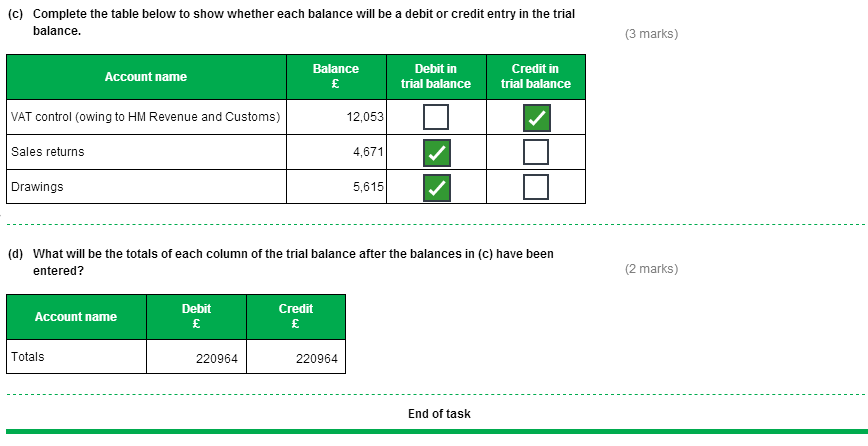 (c) Complete the table below to show whether each balance will be a debit or credit entry in the trial
balance.
(3 marks)
Account name Balance £ Debit in trial balance Credit in trial balance
VAT control (owing to HM Revenue and Customs) 12,053
Sales returns 4,671
Drawings 5,615
(d) What will be the totals of each column of the trial balance after the balances in (c) have been
entered?
(2 marks)
Account name Debit £ Credit £
Totals 220964 220964
End of task